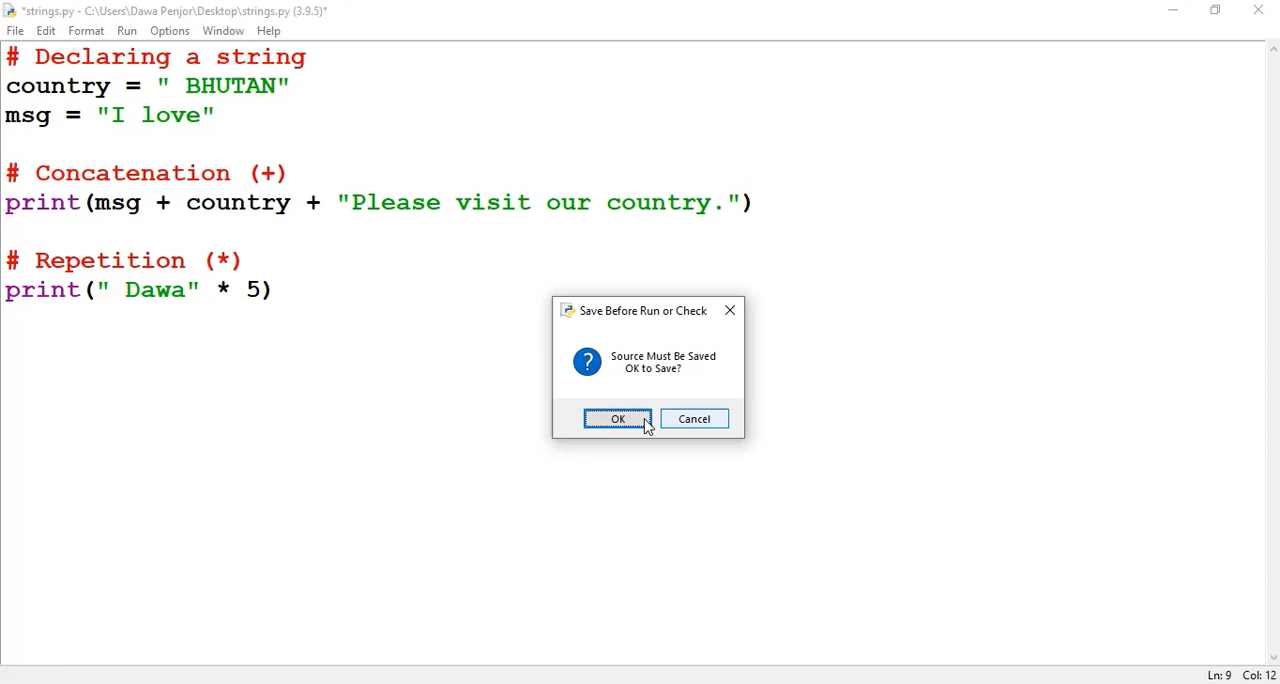 *strings.py - C:\Users\Dawa Penjor\Desktop\strings.py (3.9.5)*
File Edit Format Run Options Window Help
# Declaring a string
country = " BHUTAN"
msg = "I love"
# Concatenation (+)
print(msg + country + "Please visit our country.")
# Repetition (*)
print(" Dawa" * 5)
Save Before Run or Check
? Source Must Be Saved
OK to Save?
OK Cancel
Ln: 9 Col: 12